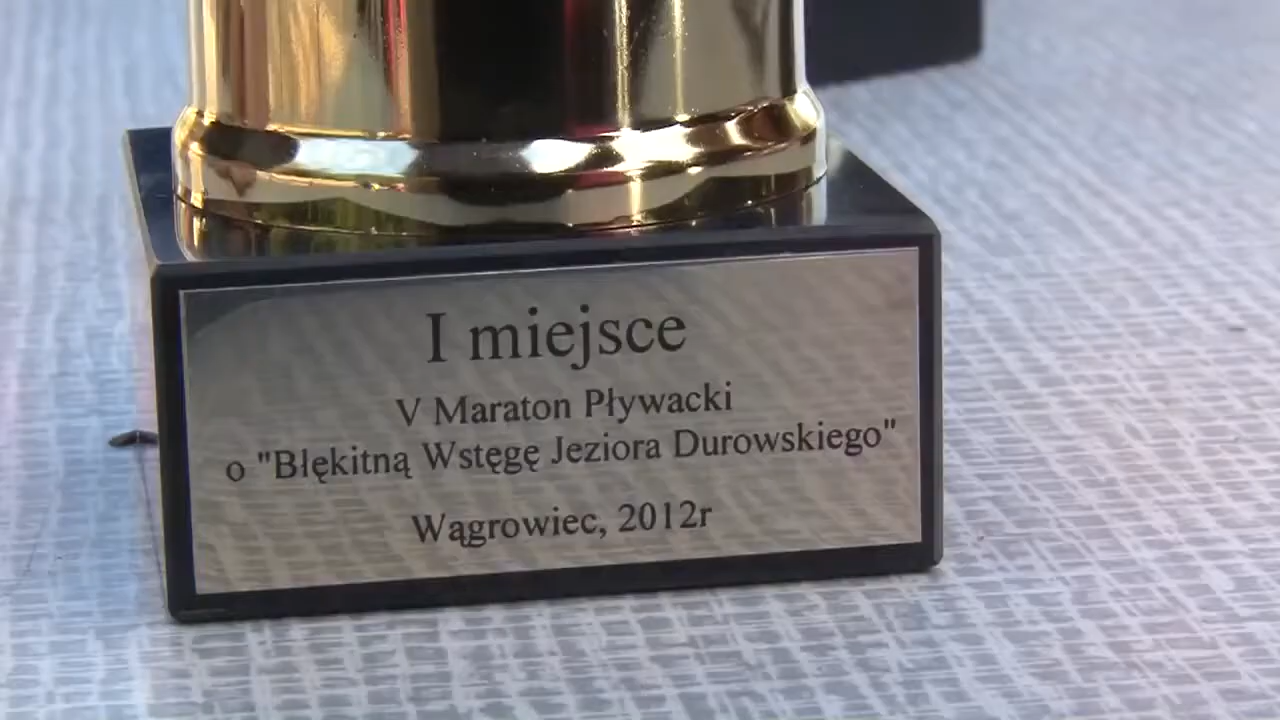 I miejsce
V Maraton Pływacki
o "Błękitną Wstęgę Jeziora Durowskiego"
Wągrowiec, 2012r